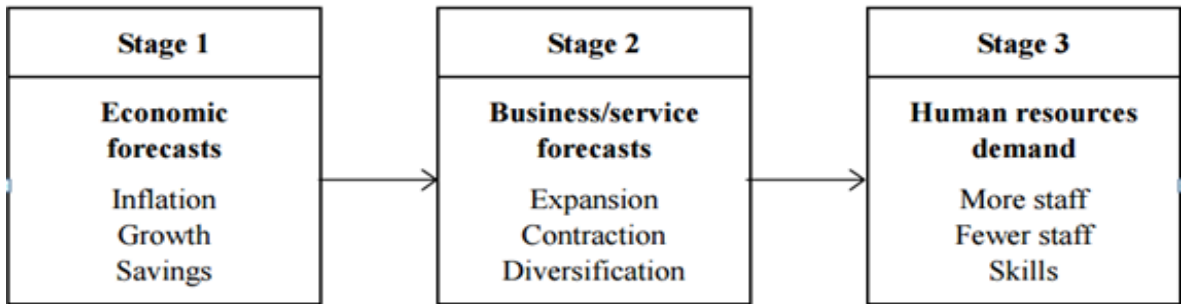 Stage 1
Economic
forecasts
Inflation
Growth
Savings
Stage 2
Business/service
forecasts
Expansion
Contraction
Diversification
Stage 3
Human resources
demand
More staff
Fewer staff
Skills